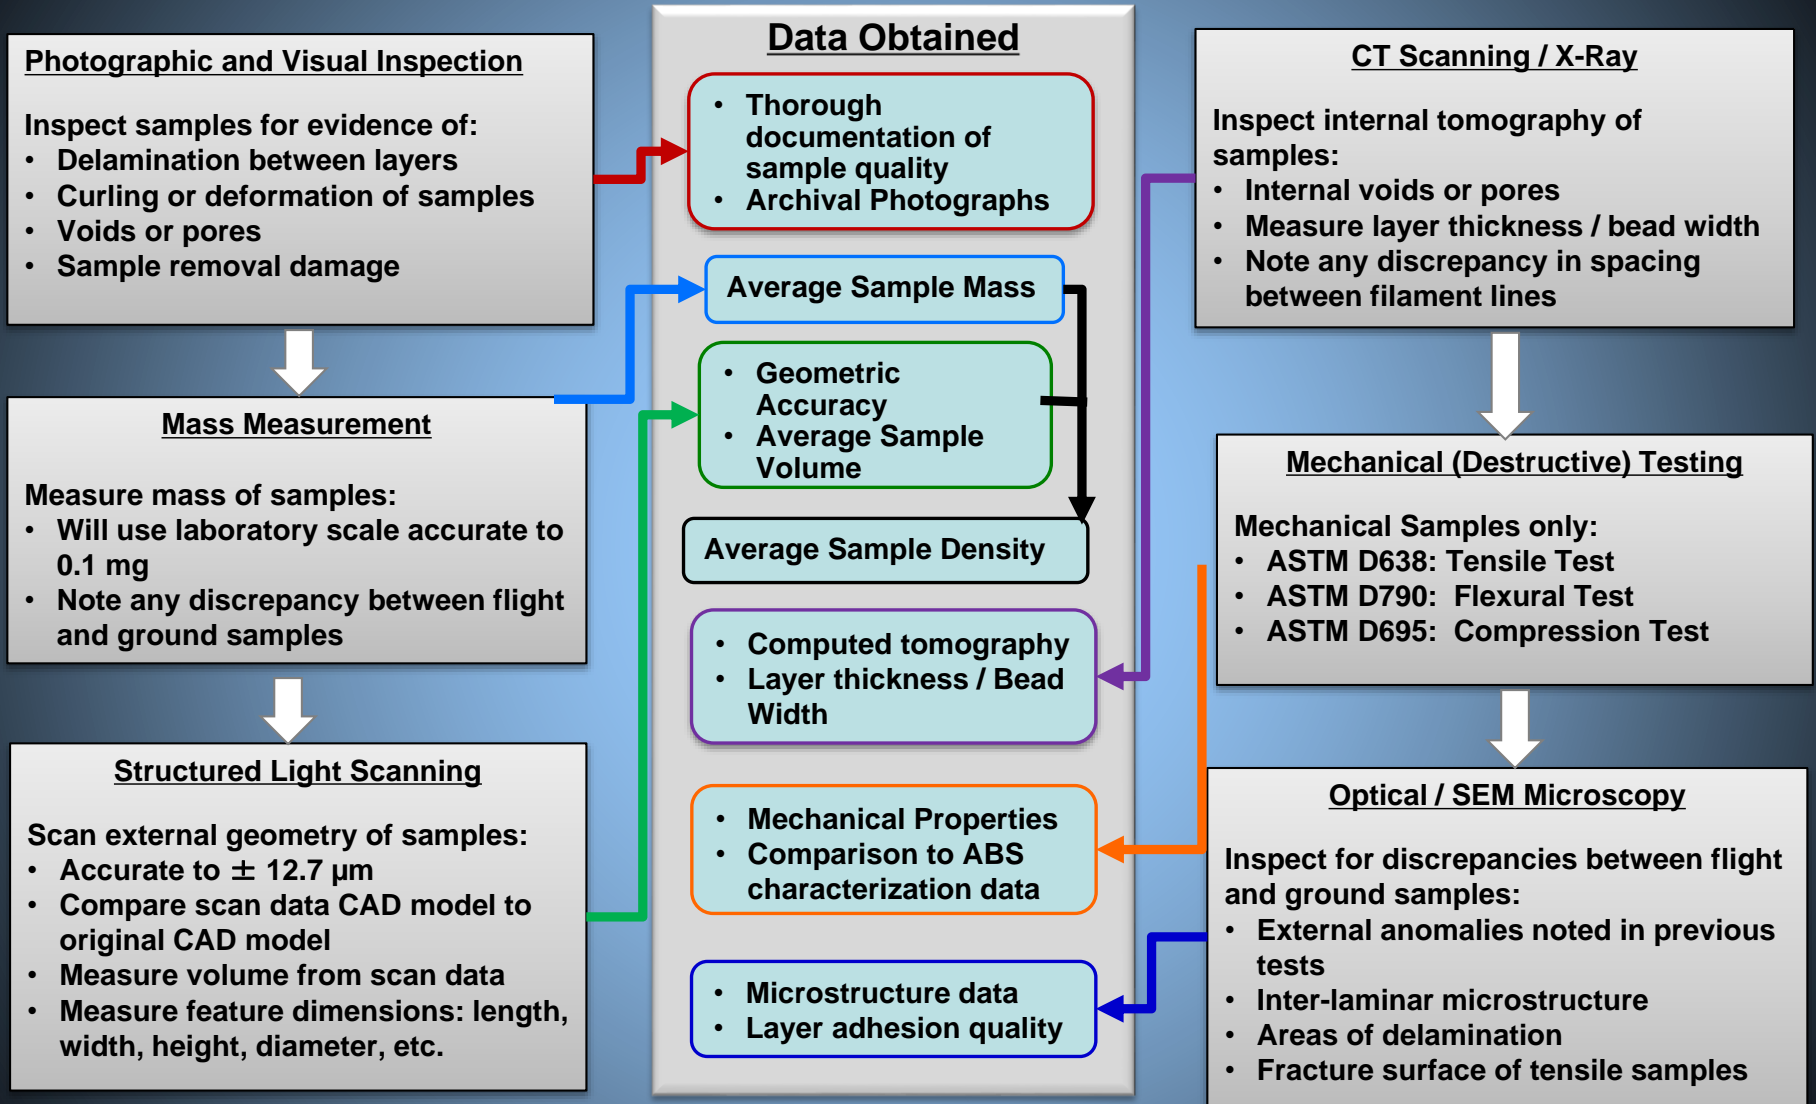 Photographic and Visual Inspection
Inspect samples for evidence of:
• Delamination between layers
• Curling or deformation of samples
• Voids or pores
• Sample removal damage
Mass Measurement
Measure mass of samples:
• Will use laboratory scale accurate to
0.1 mg
• Note any discrepancy between flight
and ground samples
Structured Light Scanning
Scan external geometry of samples:
• Accurate to ± 12.7 µm
• Compare scan data CAD model to
original CAD model
• Measure volume from scan data
• Measure feature dimensions: length,
width, height, diameter, etc.
Data Obtained
• Thorough
documentation of
sample quality
• Archival Photographs
Average Sample Mass
• Geometric
Accuracy
• Average Sample
Volume
Average Sample Density
• Computed tomography
• Layer thickness / Bead
Width
• Mechanical Properties
• Comparison to ABS
characterization data
• Microstructure data
• Layer adhesion quality
CT Scanning / X-Ray
Inspect internal tomography of
samples:
• Internal voids or pores
• Measure layer thickness / bead width
• Note any discrepancy in spacing
between filament lines
Mechanical (Destructive) Testing
Mechanical Samples only:
• ASTM D638: Tensile Test
• ASTM D790:  Flexural Test
• ASTM D695:  Compression Test
Optical / SEM Microscopy
Inspect for discrepancies between flight
and ground samples:
• External anomalies noted in previous
tests
• Inter-laminar microstructure
• Areas of delamination
• Fracture surface of tensile samples